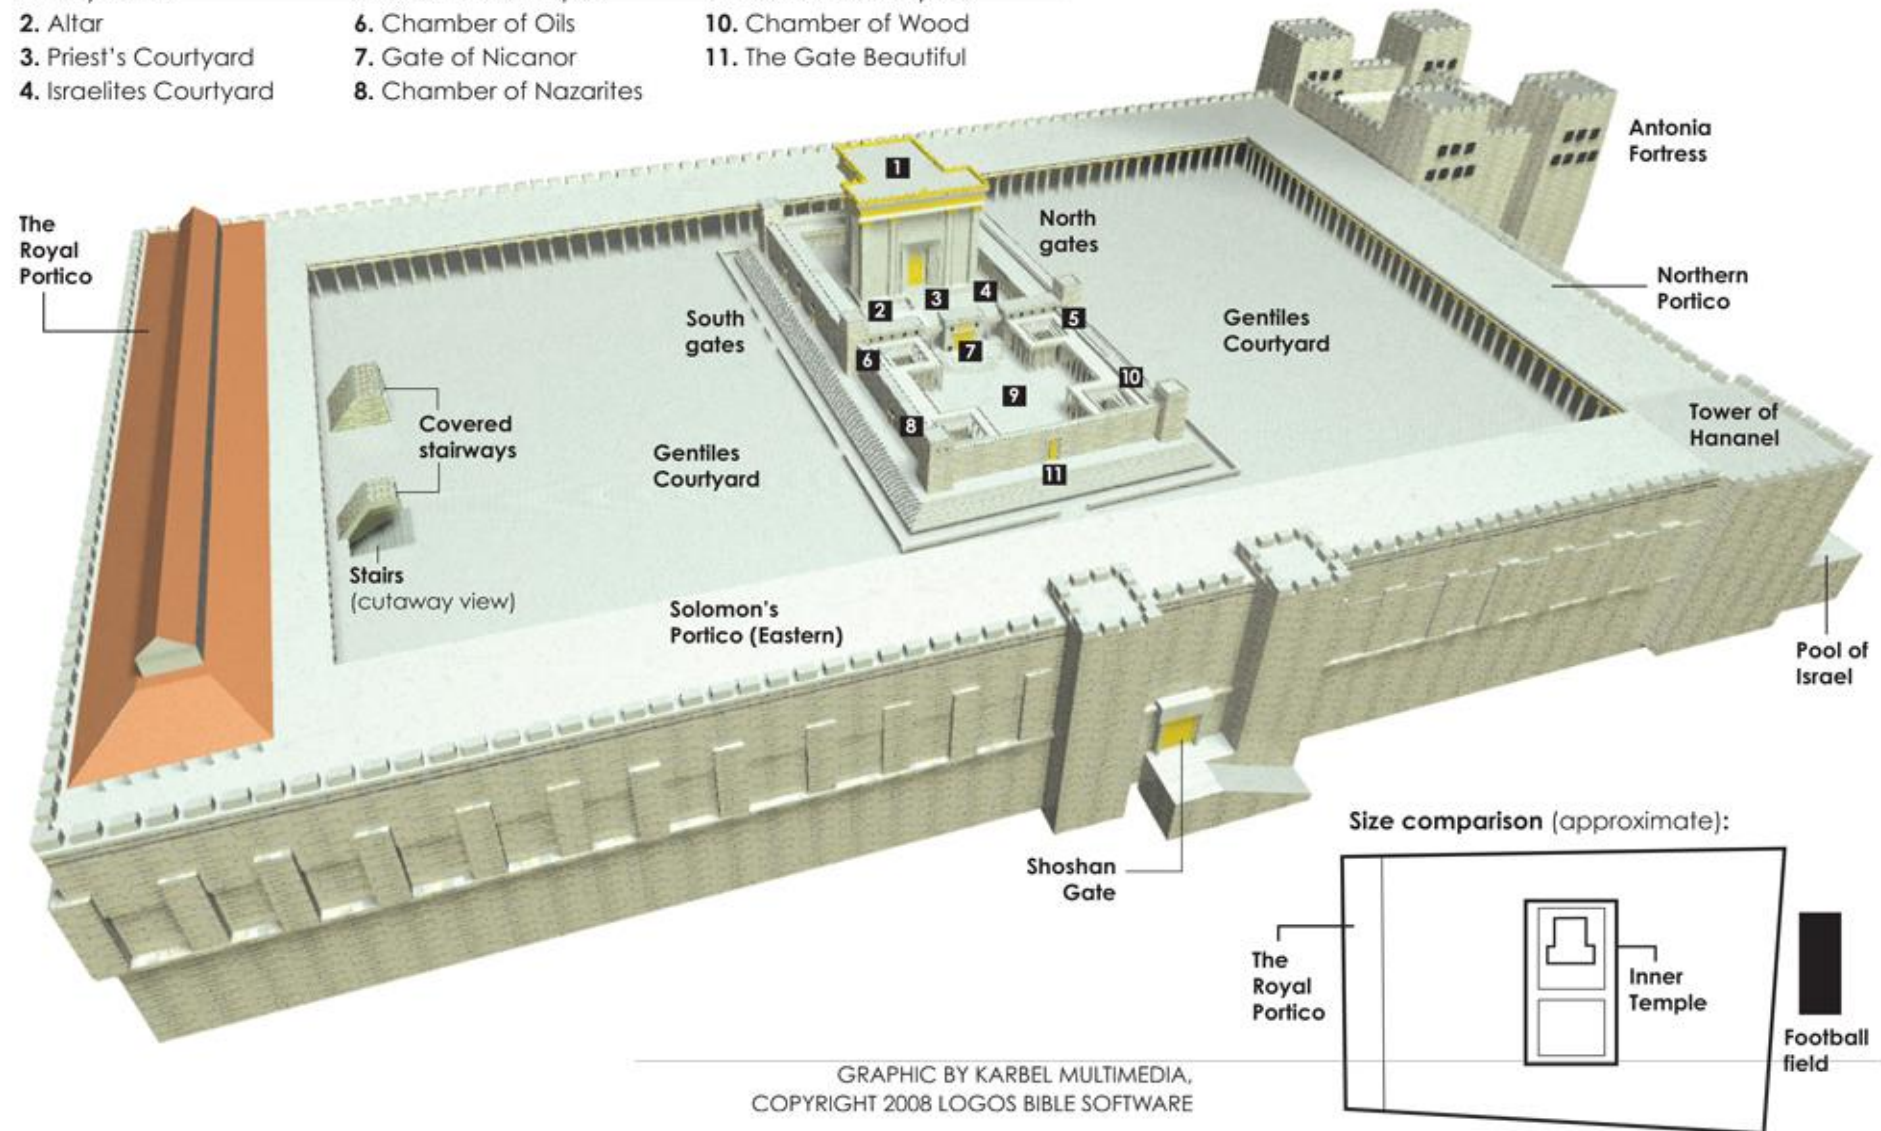 2. Altar
3. Priest's Courtyard
4. Israelites Courtyard
6. Chamber of Oils
7. Gate of Nicanor
8. Chamber of Nazarites
10. Chamber of Wood
11. The Gate Beautiful
Antonia
Fortress
1
The
Royal
Portico
North
gates
Northern
Portico
4
3
2
5
South
gates
Gentiles
Courtyard
7
6
10
9
8
11
Covered
stairways
Gentiles
Courtyard
Tower of
Hananel
Stairs
(cutaway view)
Solomon's
Portico (Eastern)
Pool of
Israel
Shoshan
Gate
Size comparison (approximate):
The
Royal
Portico
Inner
Temple
Football
field
GRAPHIC BY KARBEL MULTIMEDIA,
COPYRIGHT 2008 LOGOS BIBLE SOFTWARE